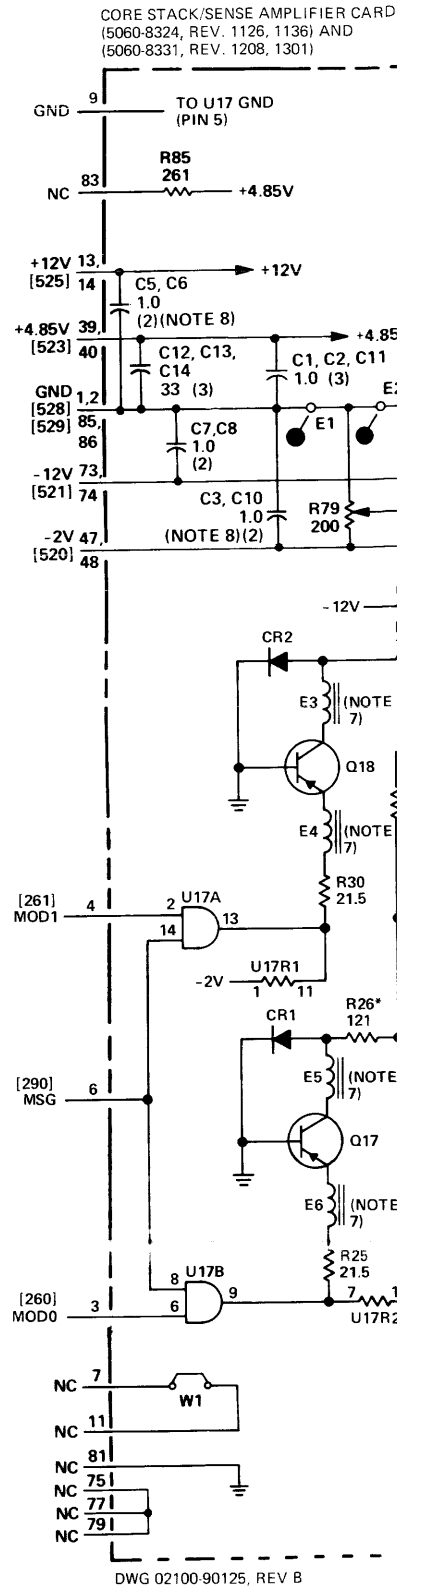 CORE STACK/SENSE AMPLIFIER CARD
(5060-8324, REV. 1126, 1136) AND
(5060-8331, REV. 1208, 1301)
GND 9 TO U17 GND
(PIN 5)
R85
261
NC 83 +4.85V
+12V 13,
[525] 14
+12V
C5, C6
1.0
(2)(NOTE 8)
+4.85V 39,
[523] 40
+4.85
C12, C13,
C14
33 (3)
C1, C2, C11
1.0 (3)
GND 1,2
[528]
[529] 85,
86
E1
E2
C7,C8
1.0
(2)
-12V 73,
[521] 74
C3, C10
1.0
(NOTE 8)(2)
R79
200
-2V 47,
[520] 48
-12V
CR2
E3 (NOTE
7)
Q18
E4 (NOTE
7)
R30
21.5
[261]
MOD1 4
U17A
2
14
13
U17R1
-2V 1 11
R26*
121
CR1
E5 (NOTE
7)
[290]
MSG 6
Q17
E6 (NOTE
7)
R25
21.5
U17B
8
6
9
7 1
U17R2
[260]
MOD0 3
NC 7
W1
NC 11
NC 81
NC 75
NC 77
NC 79
DWG 02100-90125, REV B